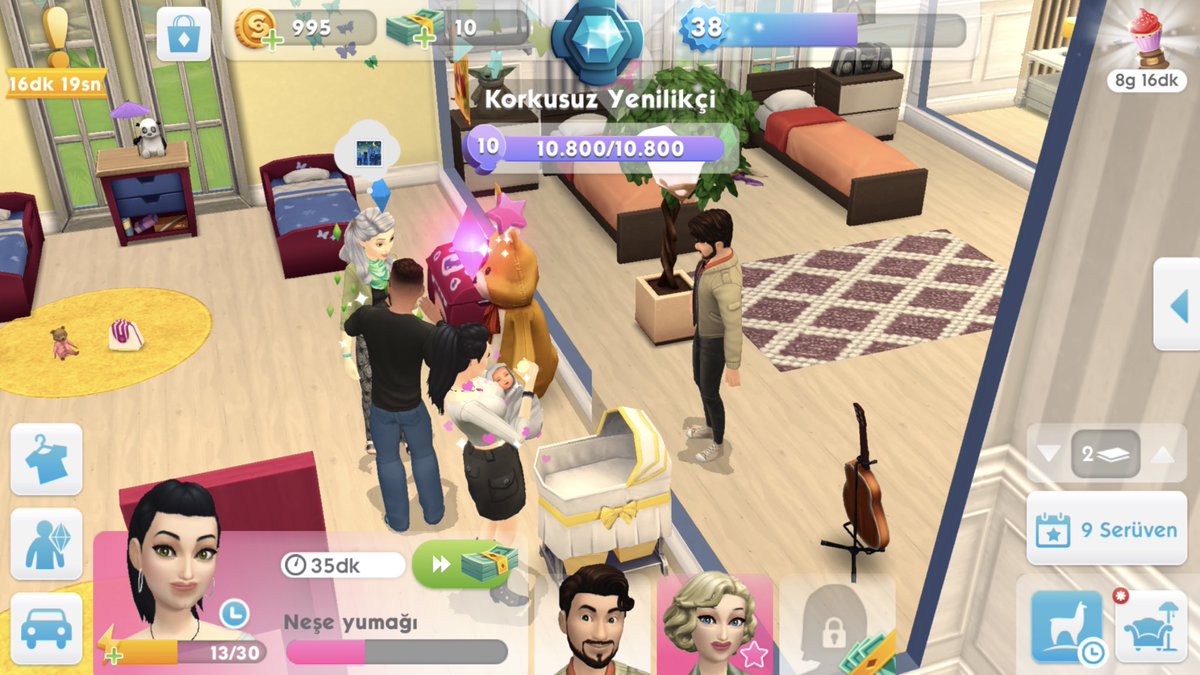 995
10
38
16dk 19sn
8g 16dk
Korkusuz Yenilikçi
10
10.800/10.800
2
9 Serüven
35dk
Neşe yumağı
13/30